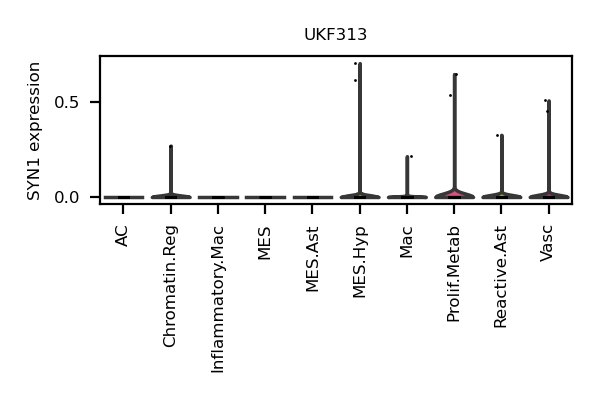 UKF313
SYN1 expression
0.5
0.0
AC
Chromatin.Reg
Inflammatory.Mac
MES
MES.Ast
MES.Hyp
Mac
Prolif.Metab
Reactive.Ast
Vasc